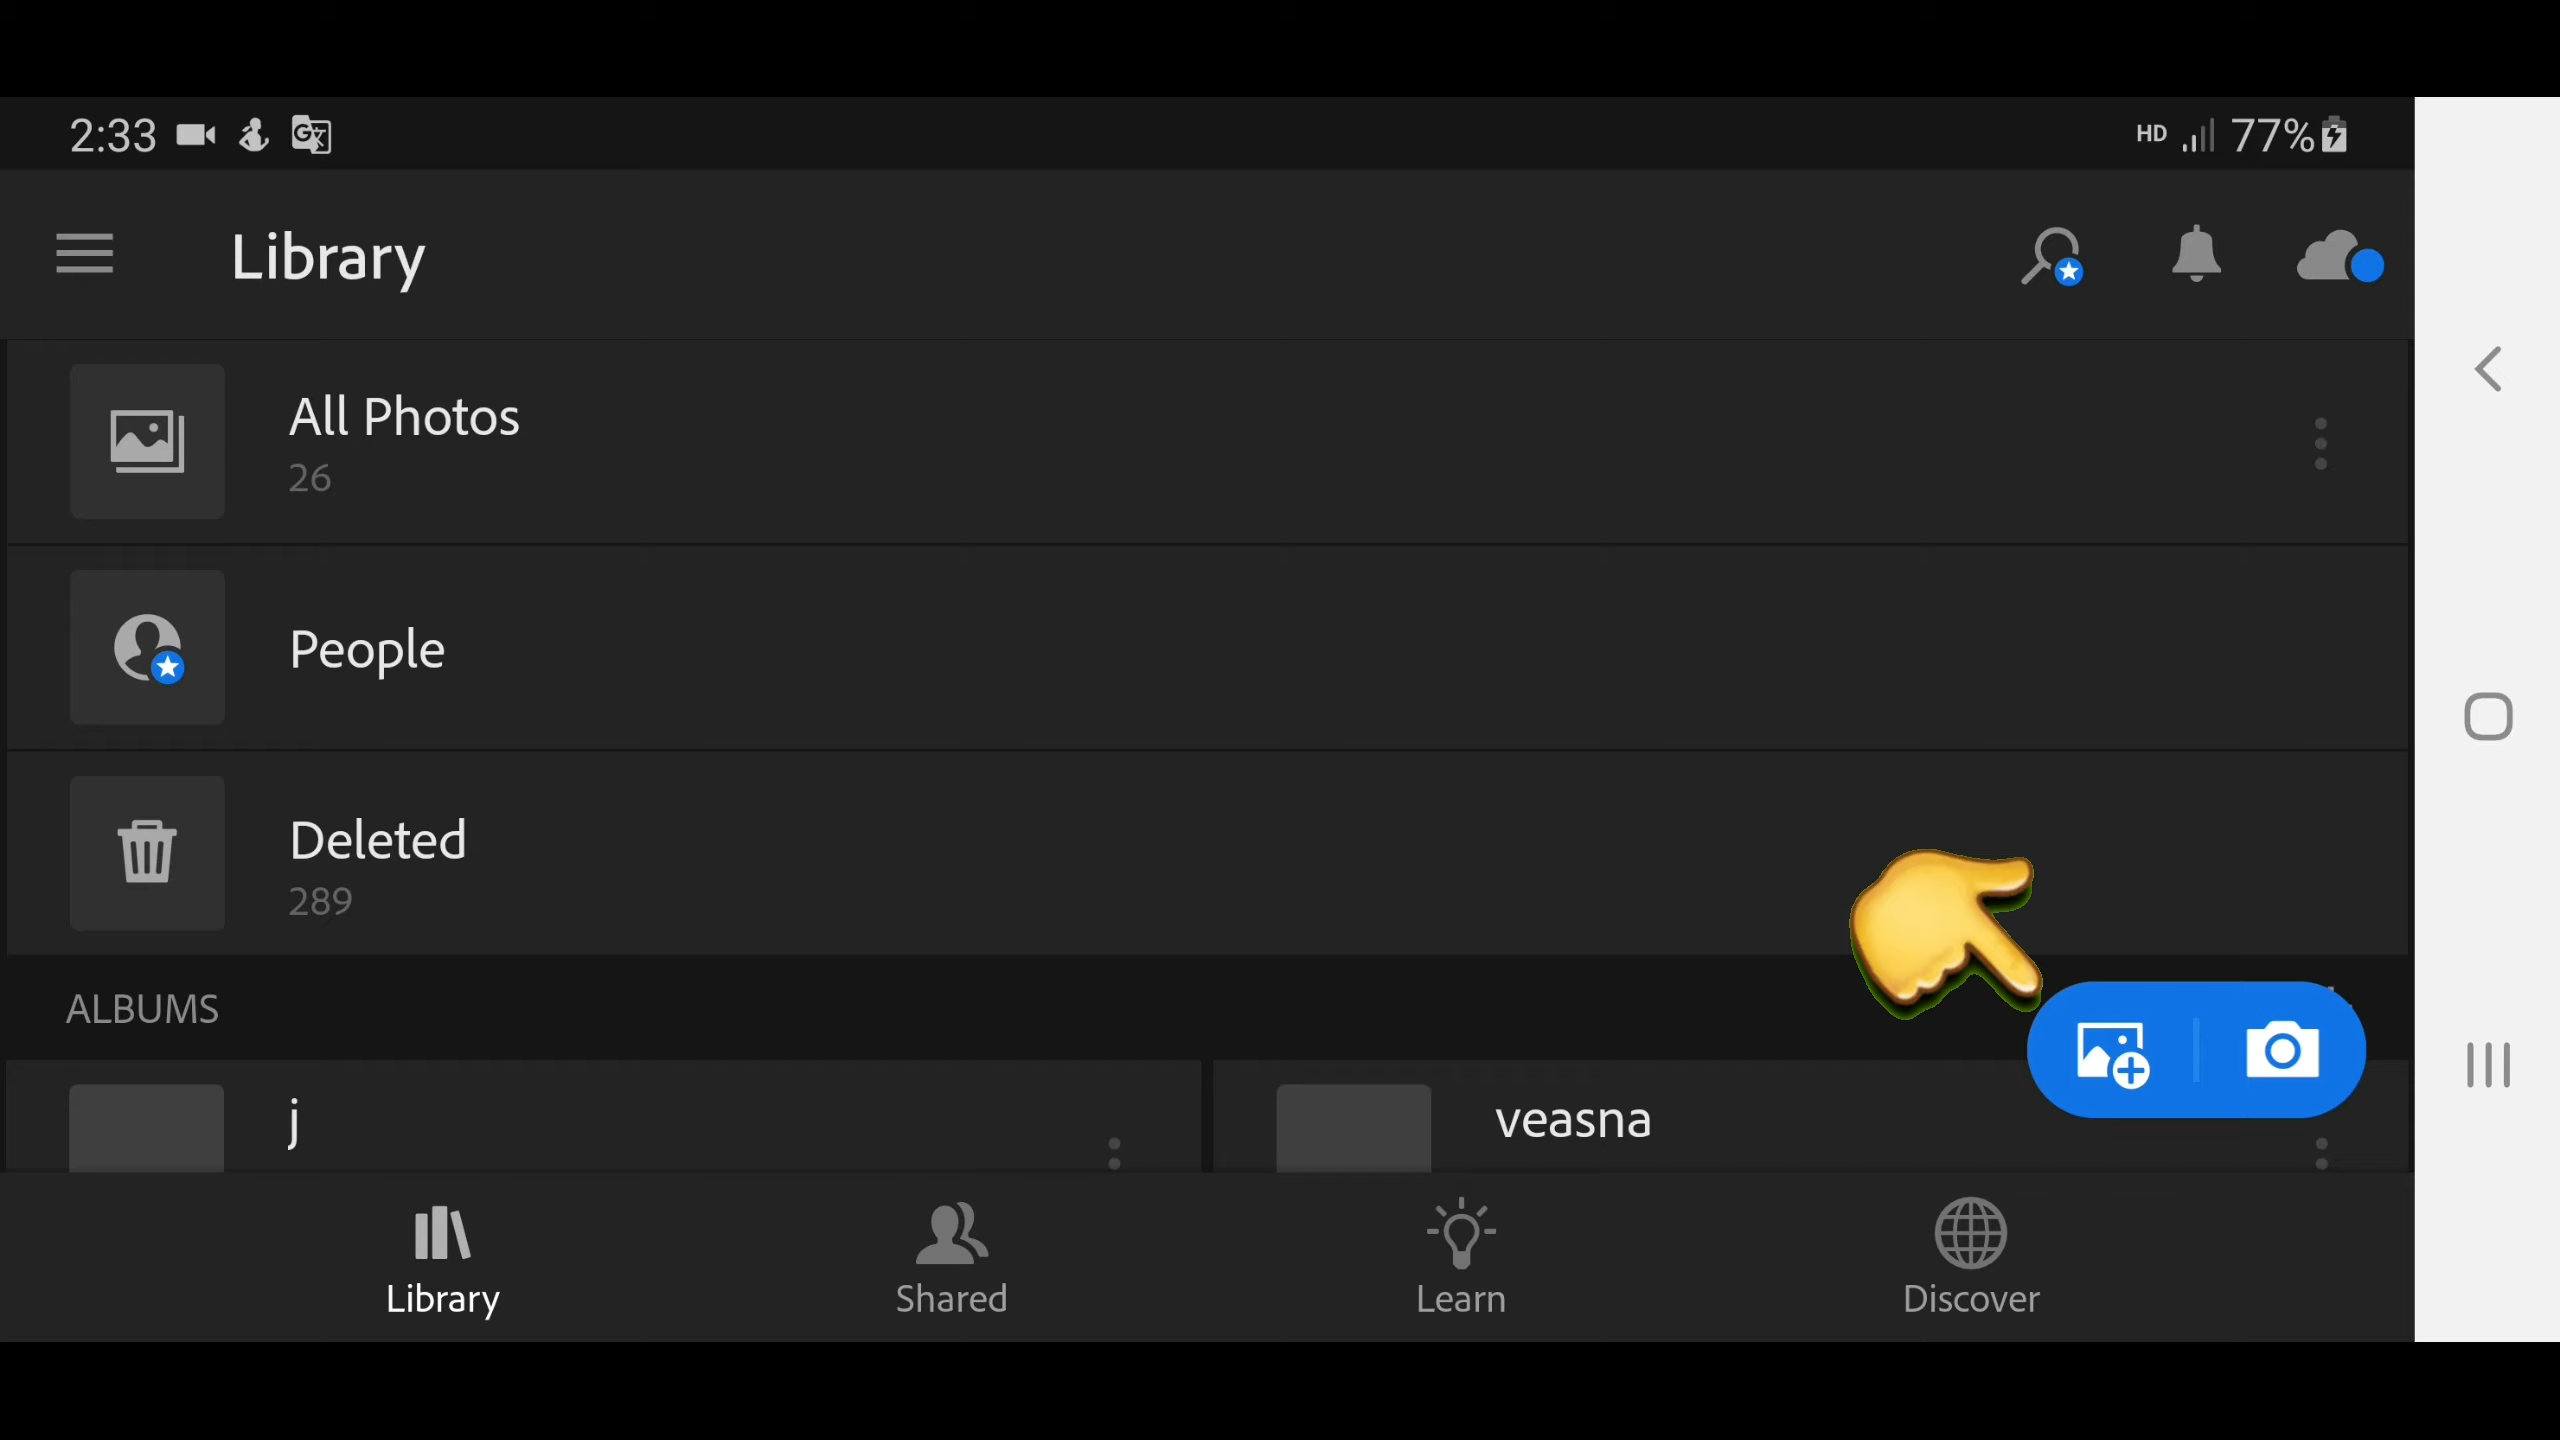 2:33
HD 77%
Library
All Photos
26
People
Deleted
289
ALBUMS
j
veasna
Library
Shared
Learn
Discover